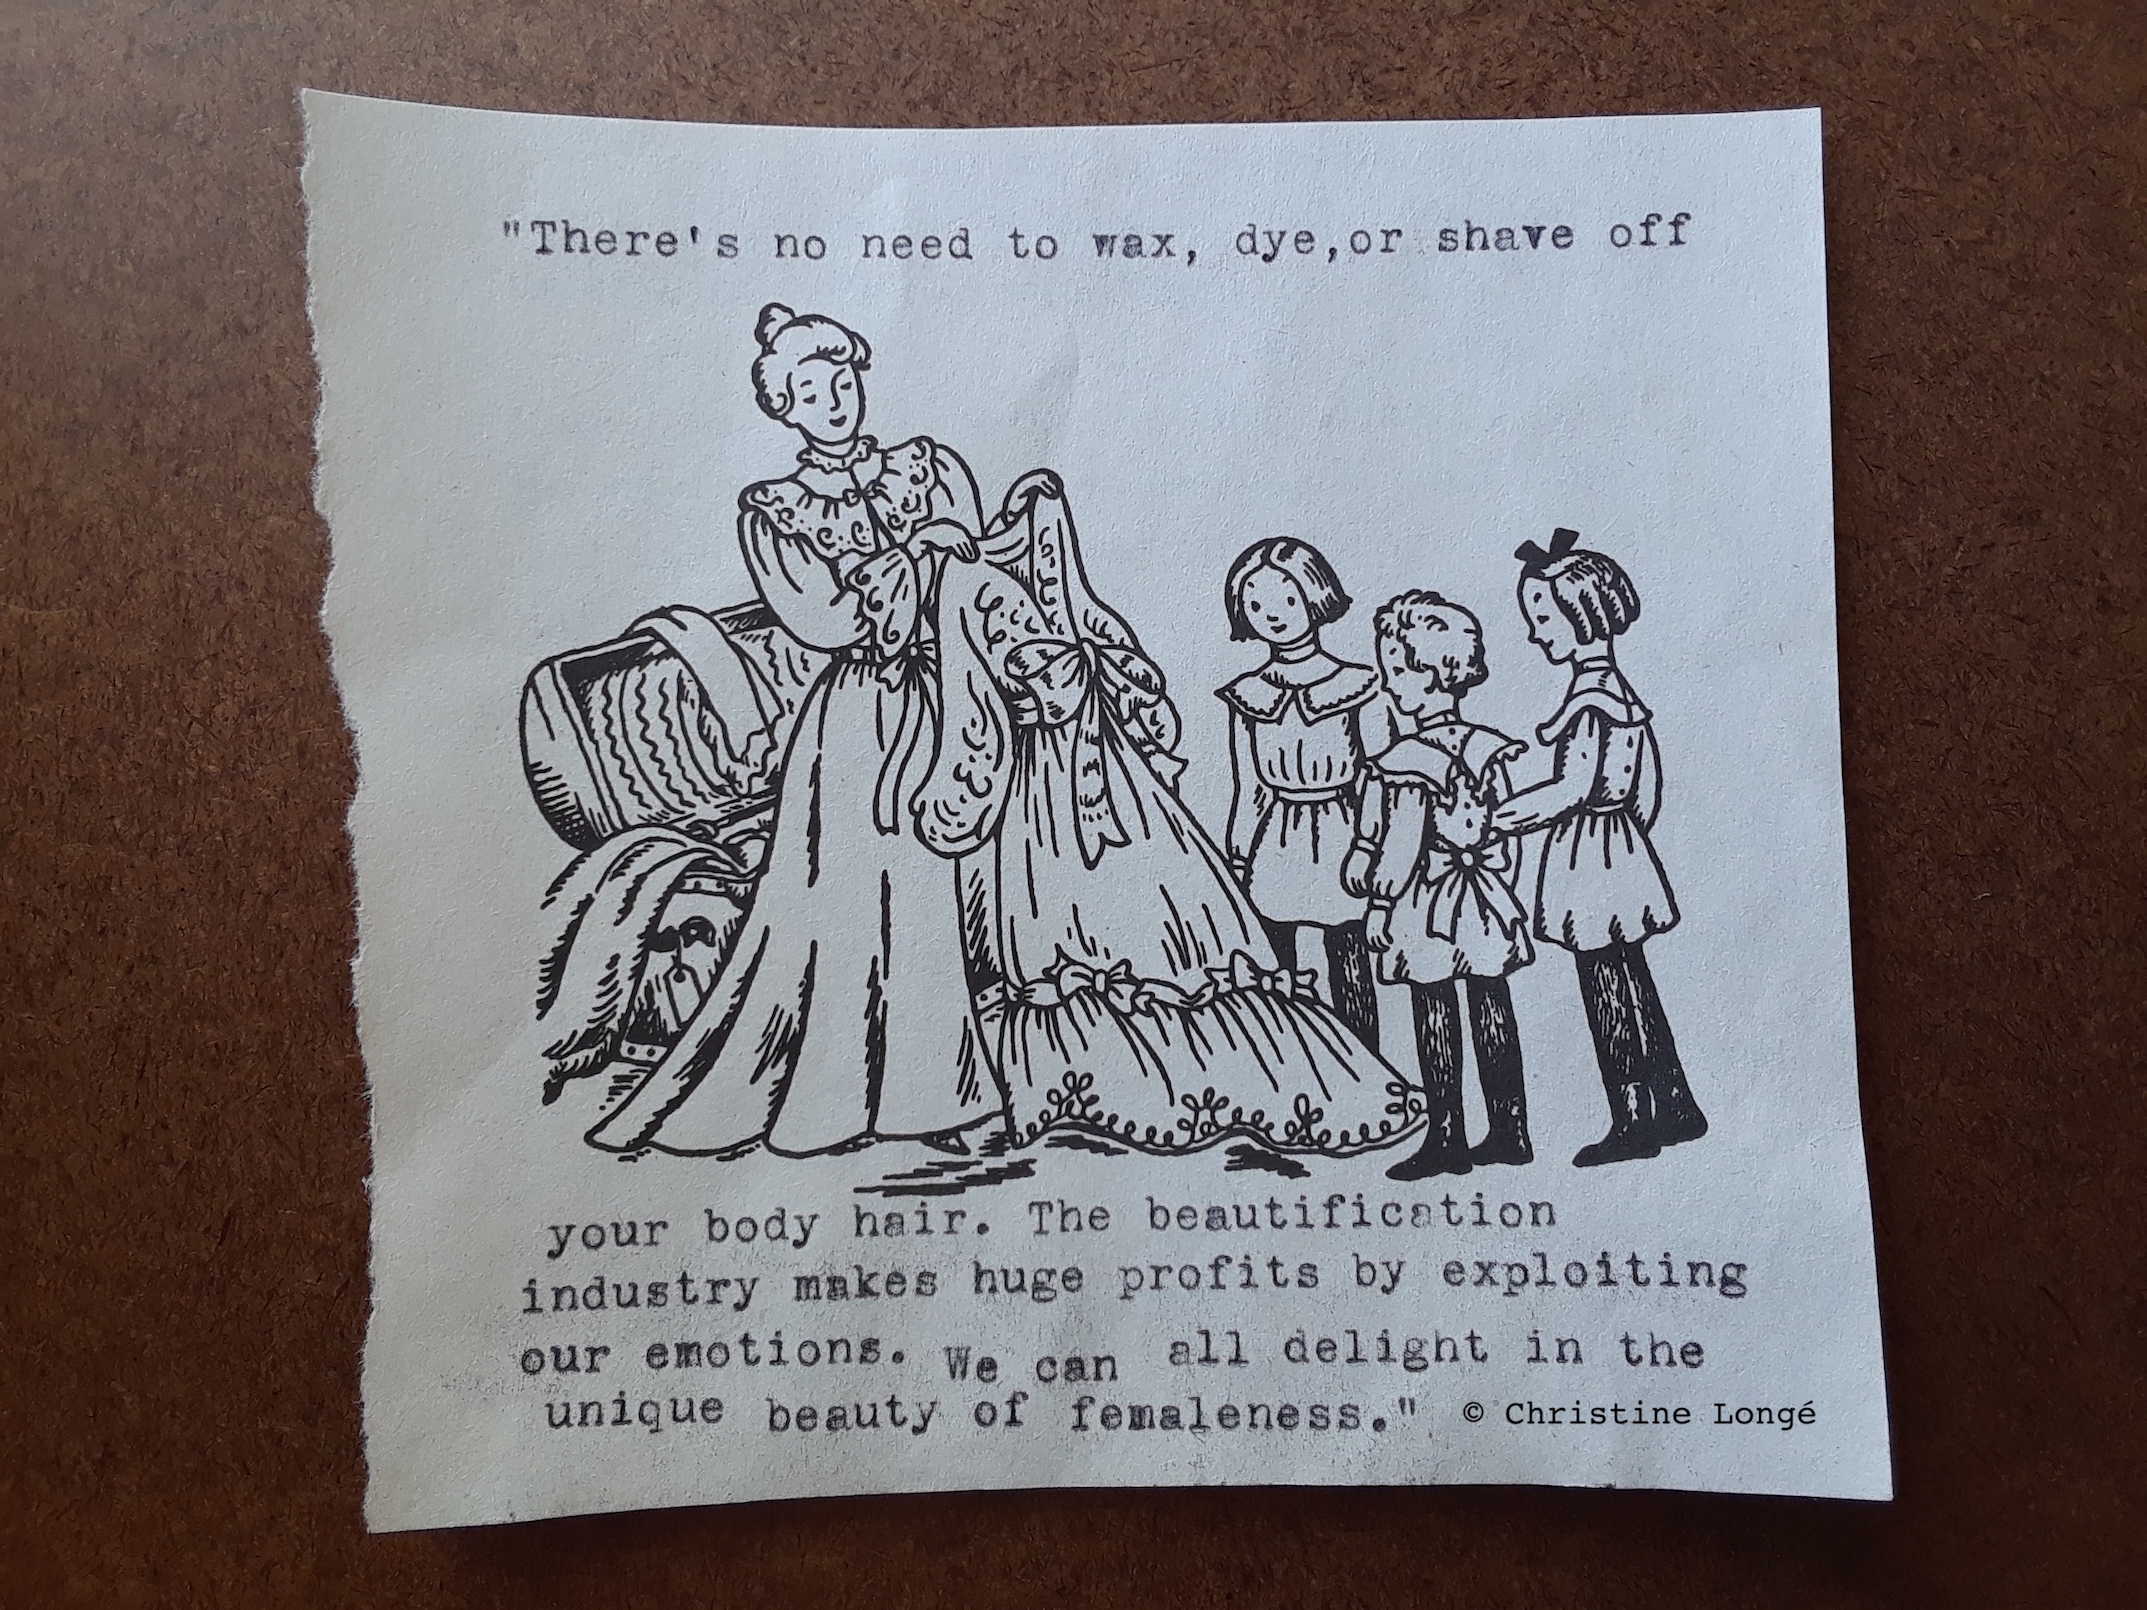 "There's no need to wax, dye,or shave off
your body hair. The beautification
industry makes huge profits by exploiting
our emotions. We can all delight in the
unique beauty of femaleness." © Christine Longé